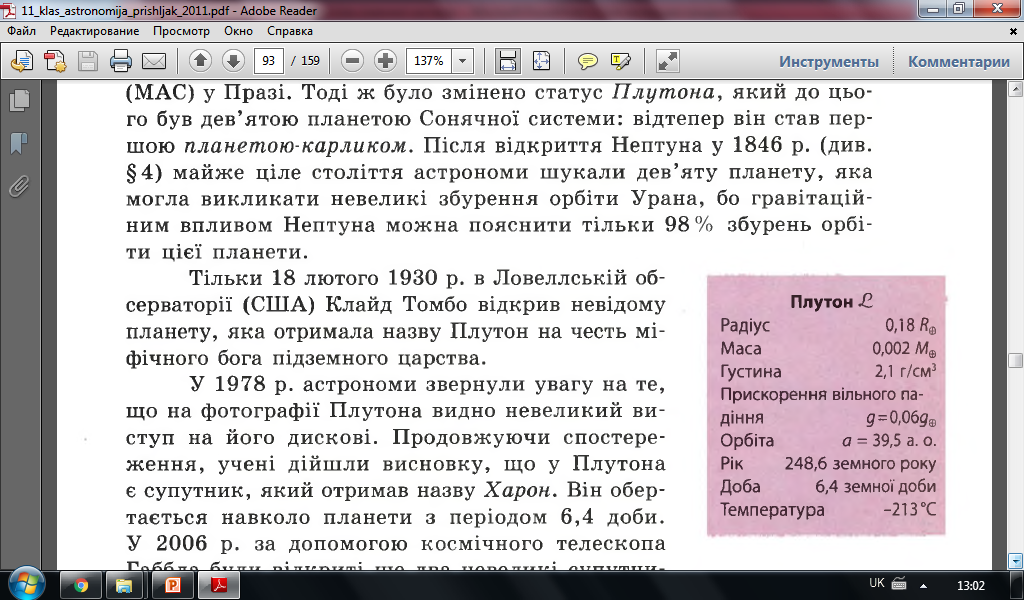 11_klas_astronomija_prishljak_2011.pdf - Adobe Reader
Файл Редактирование Просмотр Окно Справка
93 / 159 137% Инструменты Комментарии
(МАС) у Празі. Тоді ж було змінено статус Плутона, який до цьо-
го був дев’ятою планетою Сонячної системи: відтепер він став пер-
шою планетою-карликом. Після відкриття Нептуна у 1846 р. (див.
§ 4) майже ціле століття астрономи шукали дев’яту планету, яка
могла викликати невеликі збурення орбіти Урана, бо гравітацій-
ним впливом Нептуна можна пояснити тільки 98 % збурень орбі-
ти цієї планети.
Тільки 18 лютого 1930 р. в Ловеллській об-
серваторії (США) Клайд Томбо відкрив невідому
планету, яка отримала назву Плутон на честь мі-
фічного бога підземного царства.
У 1978 р. астрономи звернули увагу на те,
що на фотографії Плутона видно невеликий ви-
ступ на його дискові. Продовжуючи спостере-
ження, учені дійшли висновку, що у Плутона
є супутник, який отримав назву Харон. Він обер-
тається навколо планети з періодом 6,4 доби.
У 2006 р. за допомогою космічного телескопа
Габбла були відкриті ще два невеликі супутни-
Плутон ℒ
Радіус 0,18 R⊕
Маса 0,002 M⊕
Густина 2,1 г/см³
Прискорення вільного па-
діння g=0,06g⊕
Орбіта a = 39,5 а. о.
Рік 248,6 земного року
Доба 6,4 земної доби
Температура –213 °C
UK 13:02